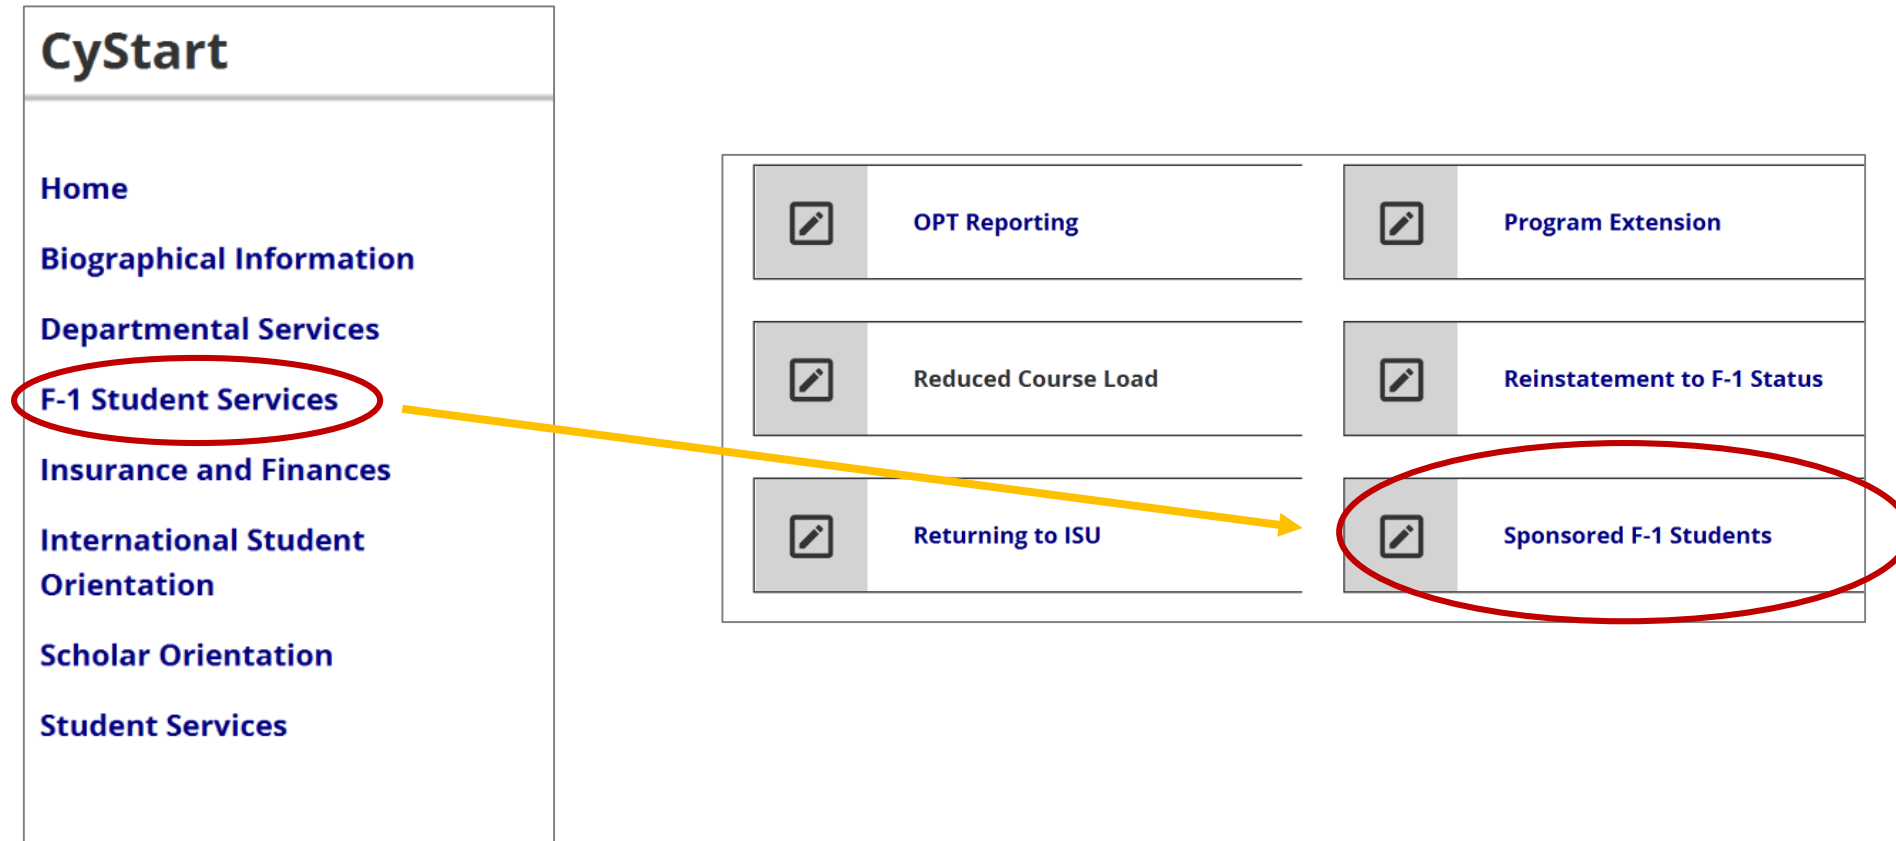 CyStart
Home
Biographical Information
Departmental Services
F-1 Student Services
Insurance and Finances
International Student
Orientation
Scholar Orientation
Student Services
OPT Reporting
Program Extension
Reduced Course Load
Reinstatement to F-1 Status
Returning to ISU
Sponsored F-1 Students